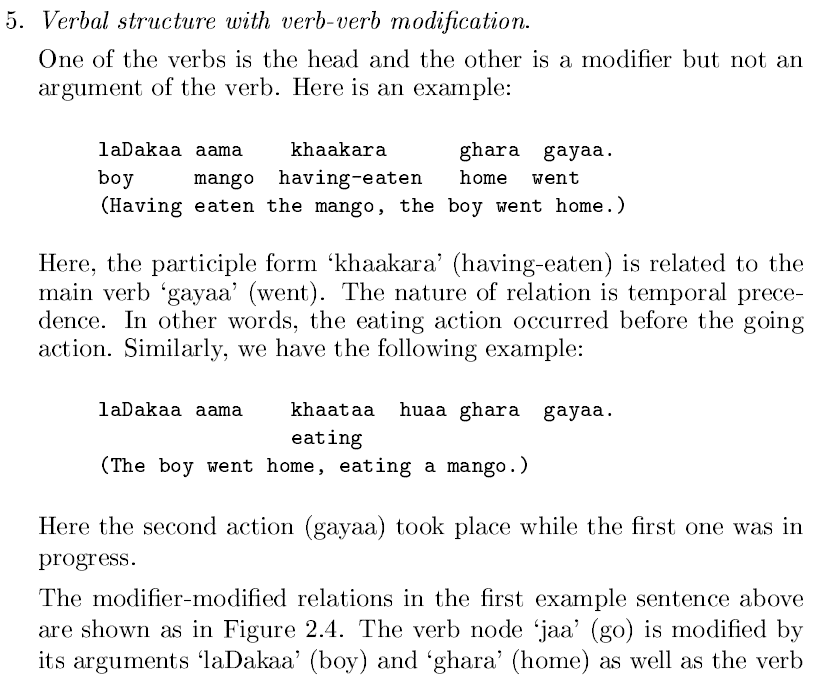 5. Verbal structure with verb-verb modification.
One of the verbs is the head and the other is a modifier but not an
argument of the verb. Here is an example:
laDakaa aama khaakara ghara gayaa.
boy mango having-eaten home went
(Having eaten the mango, the boy went home.)
Here, the participle form ‘khaakara’ (having-eaten) is related to the
main verb ‘gayaa’ (went). The nature of relation is temporal prece-
dence. In other words, the eating action occurred before the going
action. Similarly, we have the following example:
laDakaa aama khaataa huaa ghara gayaa.
eating
(The boy went home, eating a mango.)
Here the second action (gayaa) took place while the first one was in
progress.
The modifier-modified relations in the first example sentence above
are shown as in Figure 2.4. The verb node ‘jaa’ (go) is modified by
its arguments ‘laDakaa’ (boy) and ‘ghara’ (home) as well as the verb